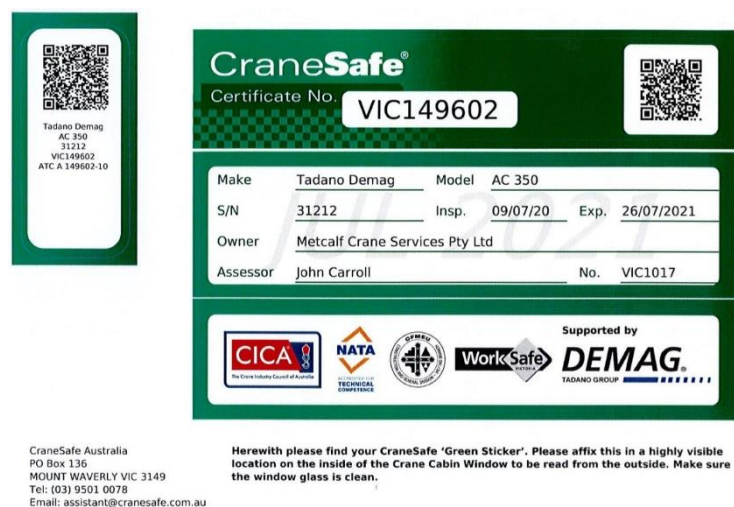 Tadano Demag
AC 350
31212
VIC149602
ATC A 149602-10
CraneSafe®
Certificate No. VIC149602
Make Tadano Demag Model AC 350
S/N 31212 Insp. 09/07/20 Exp. 26/07/2021
Owner Metcalf Crane Services Pty Ltd
Assessor John Carroll No. VIC1017
JUL 2021
CICA
The Crane Industry Council of Australia
NATA
ACCREDITED FOR
TECHNICAL
COMPETENCE
CFMEU
WorkSafe
VICTORIA
Supported by
DEMAG®
TADANO GROUP
CraneSafe Australia
PO Box 136
MOUNT WAVERLY VIC 3149
Tel: (03) 9501 0078
Email: assistant@cranesafe.com.au
Herewith please find your CraneSafe ‘Green Sticker’. Please affix this in a highly visible
location on the inside of the Crane Cabin Window to be read from the outside. Make sure
the window glass is clean.